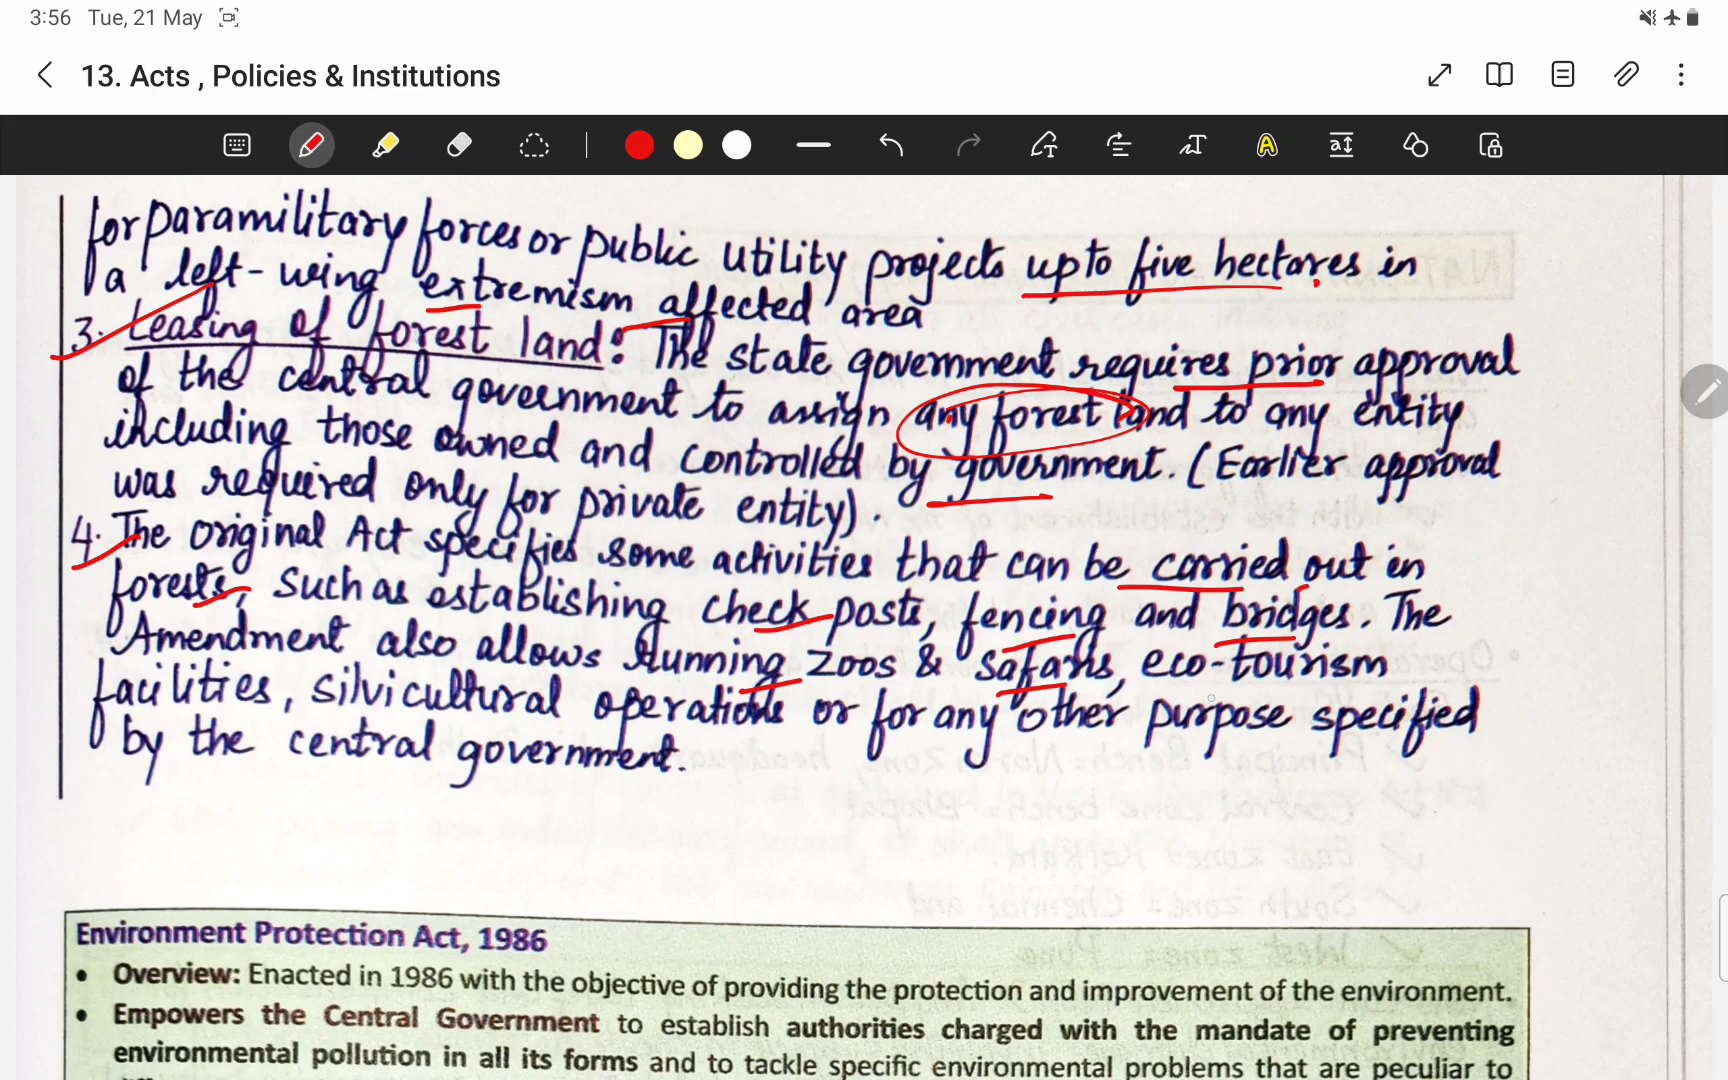 3:56 Tue, 21 May
13. Acts , Policies & Institutions
for paramilitary forces or public utility projects upto five hectares in
a left-wing extremism affected area
3. Leasing of forest land: The state government requires prior approval
of the central government to assign any forest land to any entity
including those owned and controlled by government. (Earlier approval
was required only for private entity).
4. The original Act specifies some activities that can be carried out in
forests, such as establishing check posts, fencing and bridges. The
Amendment also allows running zoos & safaris, eco-tourism
facilities, silvicultural operations or for any other purpose specified
by the central government.
Environment Protection Act, 1986
• Overview: Enacted in 1986 with the objective of providing the protection and improvement of the environment.
• Empowers the Central Government to establish authorities charged with the mandate of preventing
environmental pollution in all its forms and to tackle specific environmental problems that are peculiar to